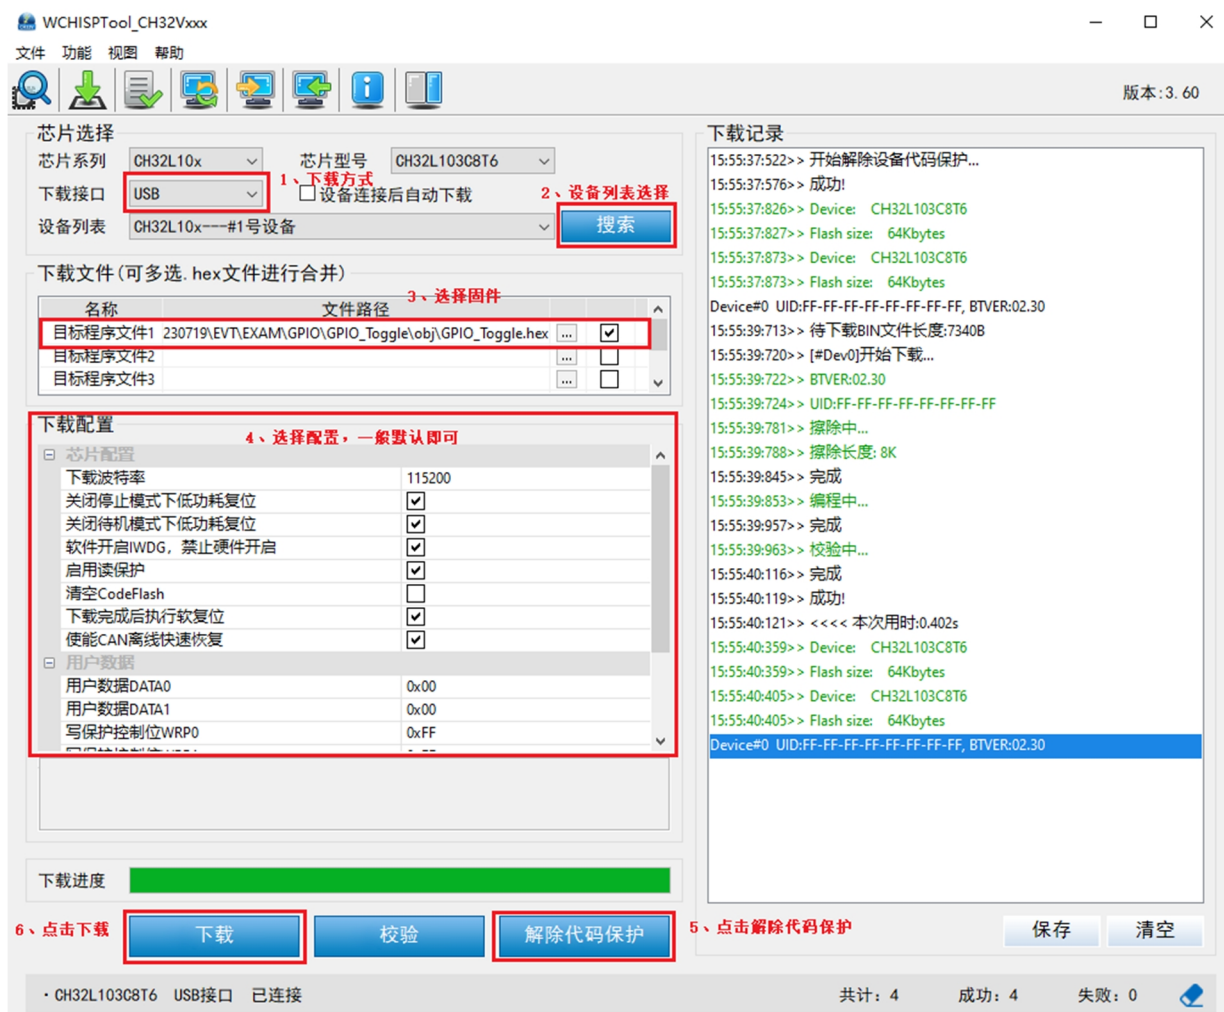 WCHISPTool_CH32Vxxx
文件 功能 视图 帮助
版本:3.60
芯片选择
芯片系列 CH32L10x 芯片型号 CH32L103C8T6
1、下载方式
下载接口 USB 设备连接后自动下载
2、设备列表选择
设备列表 CH32L10x---#1号设备 搜索
下载文件(可多选.hex文件进行合并)
3、选择固件
名称 文件路径
目标程序文件1 230719\EVT\EXAM\GPIO\GPIO_Toggle\obj\GPIO_Toggle.hex ...
目标程序文件2 ...
目标程序文件3 ...
下载配置
4、选择配置，一般默认即可
芯片配置
下载波特率 115200
关闭停止模式下低功耗复位
关闭待机模式下低功耗复位
软件开启IWDG，禁止硬件开启
启用读保护
清空CodeFlash
下载完成后执行软复位
使能CAN离线快速恢复
用户数据
用户数据DATA0 0x00
用户数据DATA1 0x00
写保护控制位WRP0 0xFF
下载进度
6、点击下载
下载 校验 解除代码保护
5、点击解除代码保护
下载记录
15:55:37:522>> 开始解除设备代码保护...
15:55:37:576>> 成功!
15:55:37:826>> Device: CH32L103C8T6
15:55:37:827>> Flash size: 64Kbytes
15:55:37:873>> Device: CH32L103C8T6
15:55:37:873>> Flash size: 64Kbytes
Device#0 UID:FF-FF-FF-FF-FF-FF-FF-FF, BTVER:02.30
15:55:39:713>> 待下载BIN文件长度:7340B
15:55:39:720>> [#Dev0]开始下载...
15:55:39:722>> BTVER:02.30
15:55:39:724>> UID:FF-FF-FF-FF-FF-FF-FF-FF
15:55:39:781>> 擦除中...
15:55:39:788>> 擦除长度: 8K
15:55:39:845>> 完成
15:55:39:853>> 编程中...
15:55:39:957>> 完成
15:55:39:963>> 校验中...
15:55:40:116>> 完成
15:55:40:119>> 成功!
15:55:40:121>> <<<< 本次用时:0.402s
15:55:40:359>> Device: CH32L103C8T6
15:55:40:359>> Flash size: 64Kbytes
15:55:40:405>> Device: CH32L103C8T6
15:55:40:405>> Flash size: 64Kbytes
Device#0 UID:FF-FF-FF-FF-FF-FF-FF-FF, BTVER:02.30
保存 清空
·CH32L103C8T6 USB接口 已连接 共计: 4 成功: 4 失败: 0